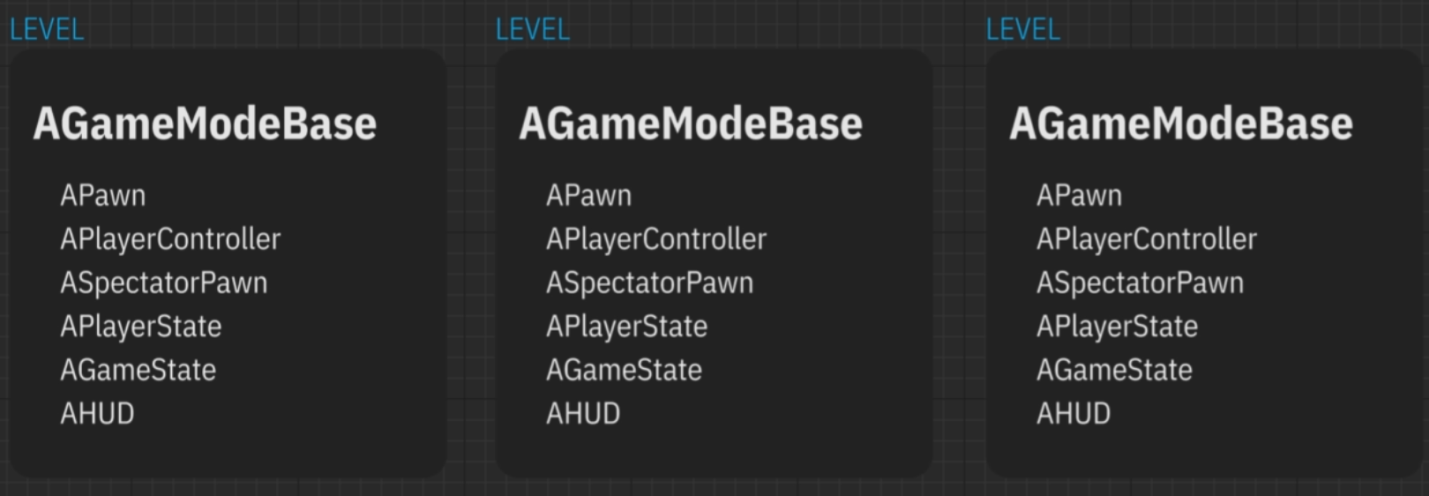 LEVEL
AGameModeBase
APawn
APlayerController
ASpectatorPawn
APlayerState
AGameState
AHUD
LEVEL
AGameModeBase
APawn
APlayerController
ASpectatorPawn
APlayerState
AGameState
AHUD
LEVEL
AGameModeBase
APawn
APlayerController
ASpectatorPawn
APlayerState
AGameState
AHUD